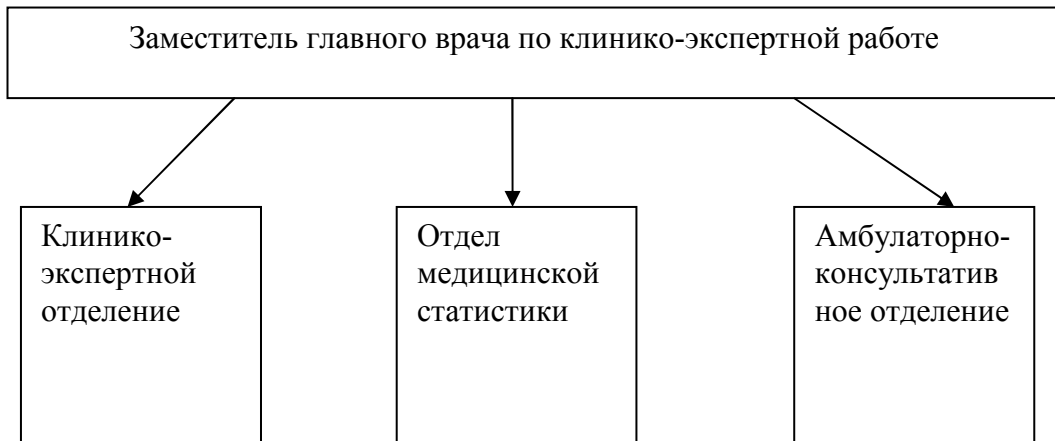 Заместитель главного врача по клинико-экспертной работе
Клинико-
экспертной
отделение
Отдел
медицинской
статистики
Амбулаторно-
консультатив
ное отделение